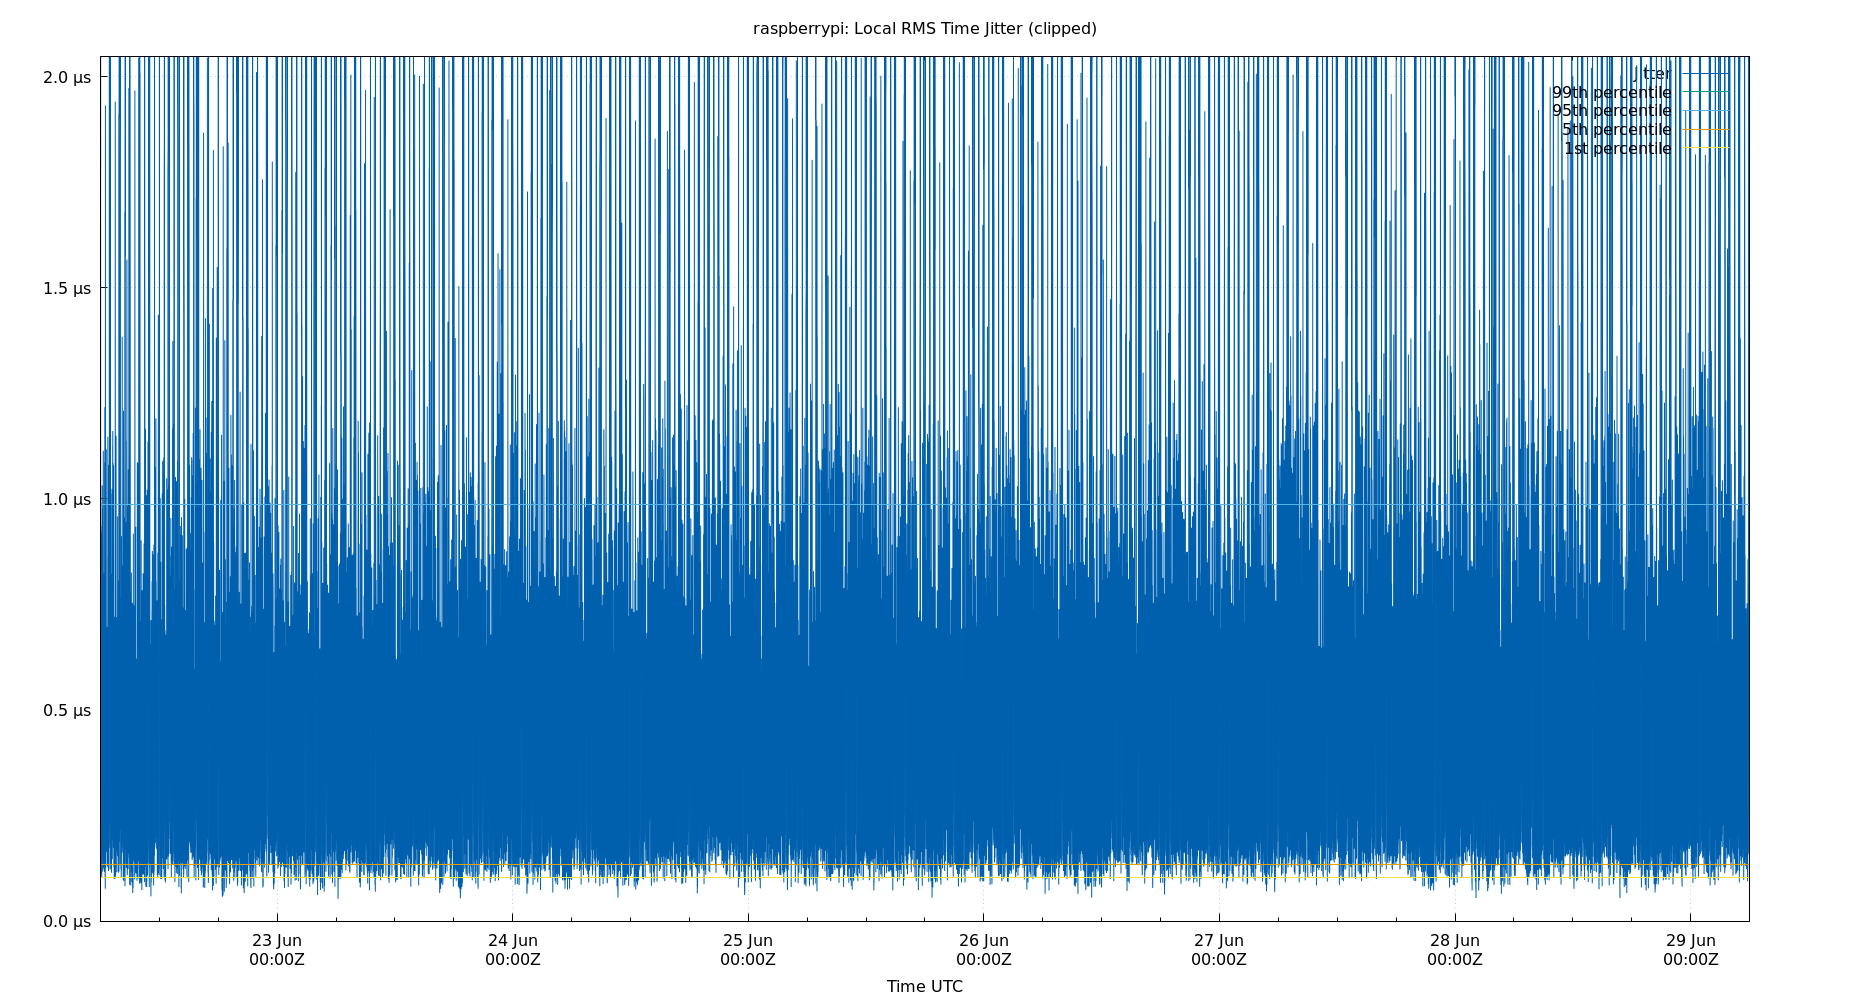 raspberrypi: Local RMS Time Jitter (clipped)
2.0 µs
1.5 µs
1.0 µs
0.5 µs
0.0 µs
Jitter
99th percentile
95th percentile
5th percentile
1st percentile
23 Jun
00:00Z
24 Jun
00:00Z
25 Jun
00:00Z
26 Jun
00:00Z
27 Jun
00:00Z
28 Jun
00:00Z
29 Jun
00:00Z
Time UTC